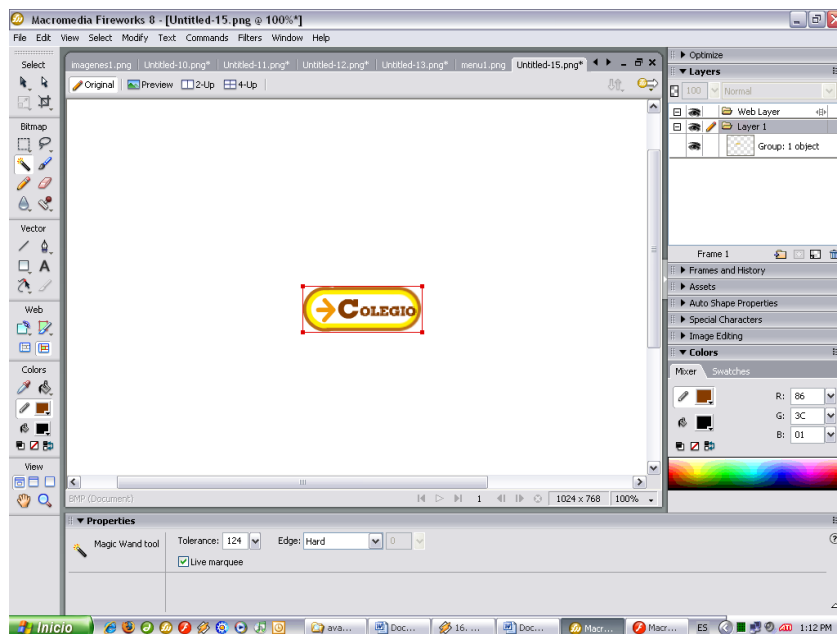 Macromedia Fireworks 8 - [Untitled-15.png @ 100%*]
File Edit View Select Modify Text Commands Filters Window Help
Select
Bitmap
Vector
Web
Colors
View
imagenes1.png Untitled-10.png* Untitled-11.png* Untitled-12.png* Untitled-13.png* menu1.png Untitled-15.png*
Original Preview 2-Up 4-Up
COLEGIO
BMP (Document) 1 1024 x 768 100%
Optimize
Layers
100 Normal
Web Layer
Layer 1
Group: 1 object
Frame 1
Frames and History
Assets
Auto Shape Properties
Special Characters
Image Editing
Colors
Mixer Swatches
R: 86
G: 3C
B: 01
Properties
Magic Wand tool Tolerance: 124 Edge: Hard 0
Live marquee
Inicio ava... Doc... 16. ... Doc... Macr... Macr... ES 1:12 PM